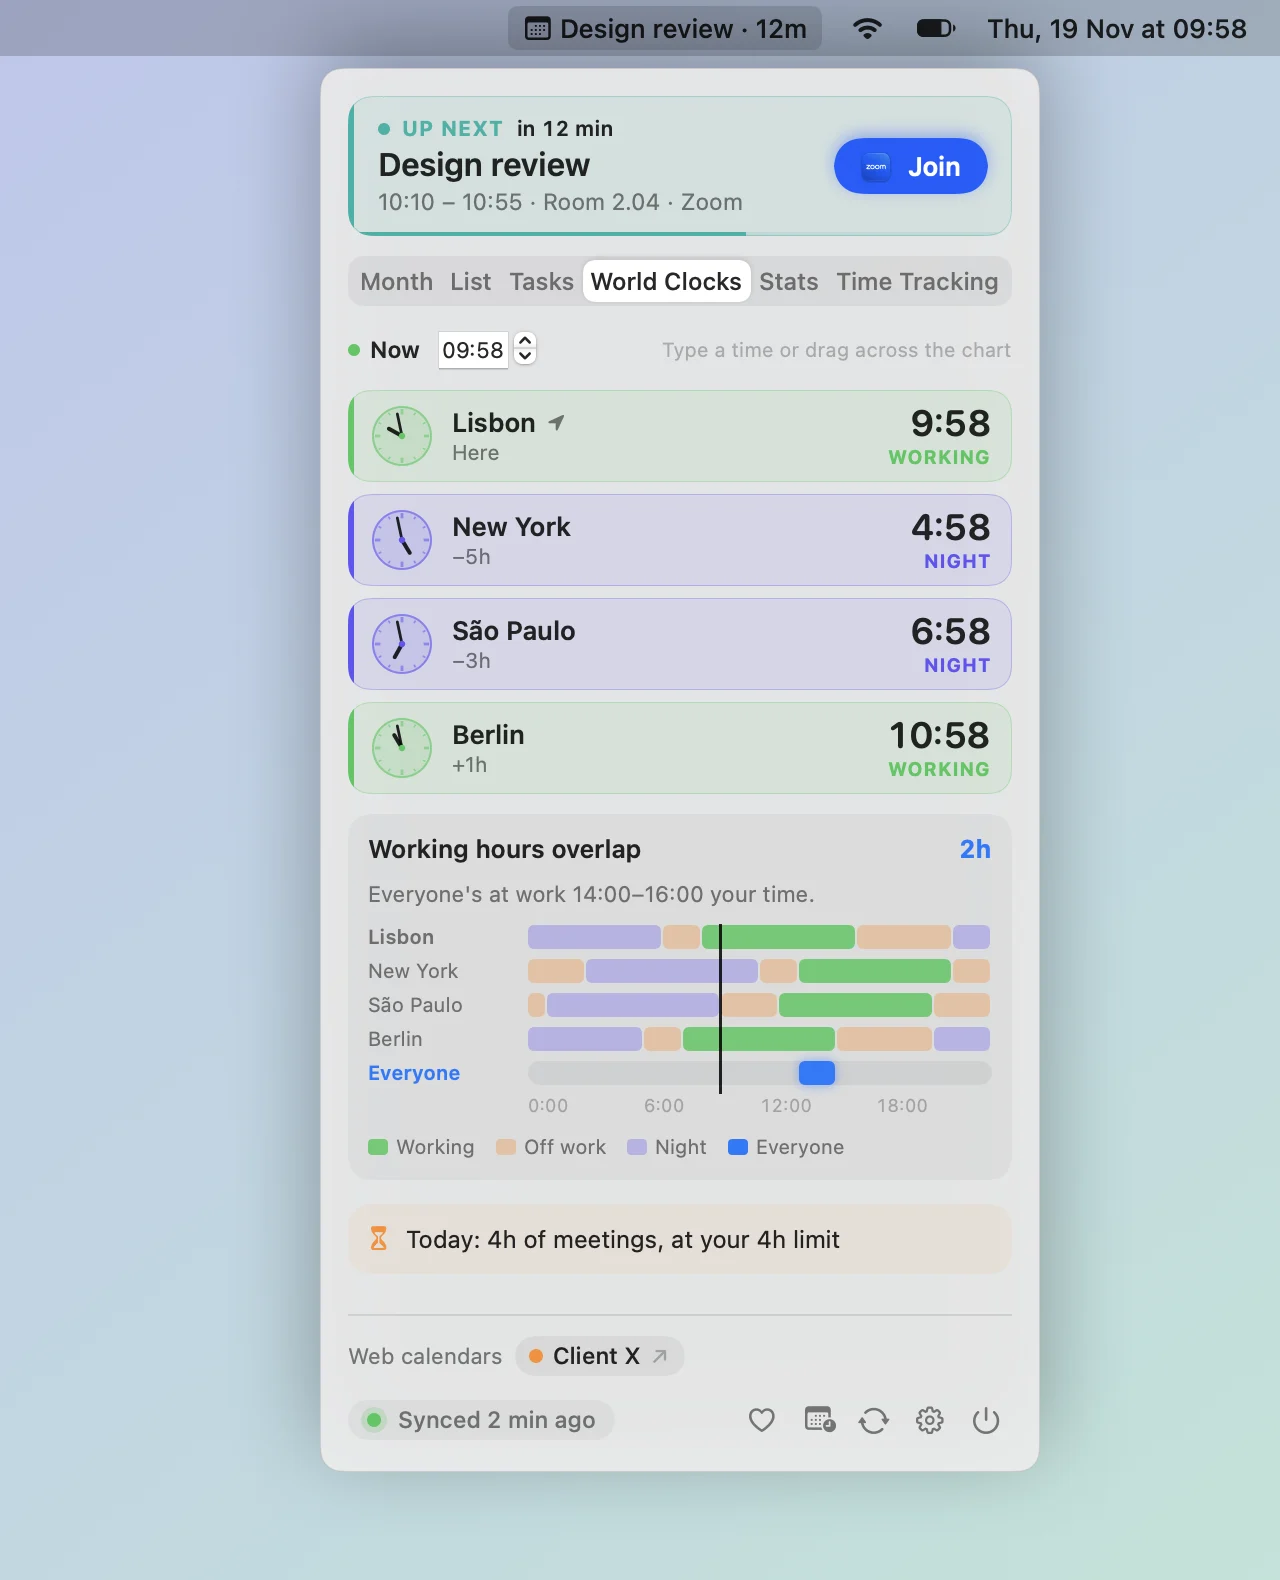 Design review · 12m
Thu, 19 Nov at 09:58
UP NEXT in 12 min
Design review
10:10 – 10:55 · Room 2.04 · Zoom
zoom Join
Month List Tasks World Clocks Stats Time Tracking
Now 09:58 Type a time or drag across the chart
Lisbon 9:58
Here WORKING
New York 4:58
−5h NIGHT
São Paulo 6:58
−3h NIGHT
Berlin 10:58
+1h WORKING
Working hours overlap 2h
Everyone's at work 14:00–16:00 your time.
Lisbon
New York
São Paulo
Berlin
Everyone
0:00 6:00 12:00 18:00
Working Off work Night Everyone
Today: 4h of meetings, at your 4h limit
Web calendars Client X
Synced 2 min ago